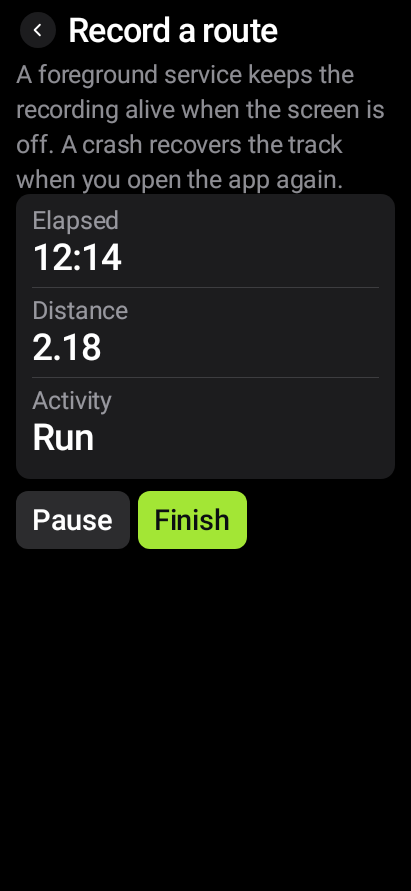 Record a route
A foreground service keeps the
recording alive when the screen is
off. A crash recovers the track
when you open the app again.
Elapsed
12:14
Distance
2.18
Activity
Run
Pause Finish